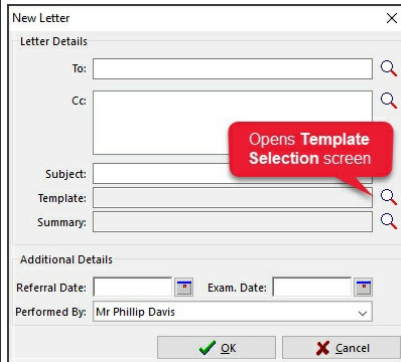 New Letter
Letter Details
To:
Cc:
Opens Template
Selection screen
Subject:
Template:
Summary:
Additional Details
Referral Date: Exam. Date:
Performed By: Mr Phillip Davis
OK Cancel